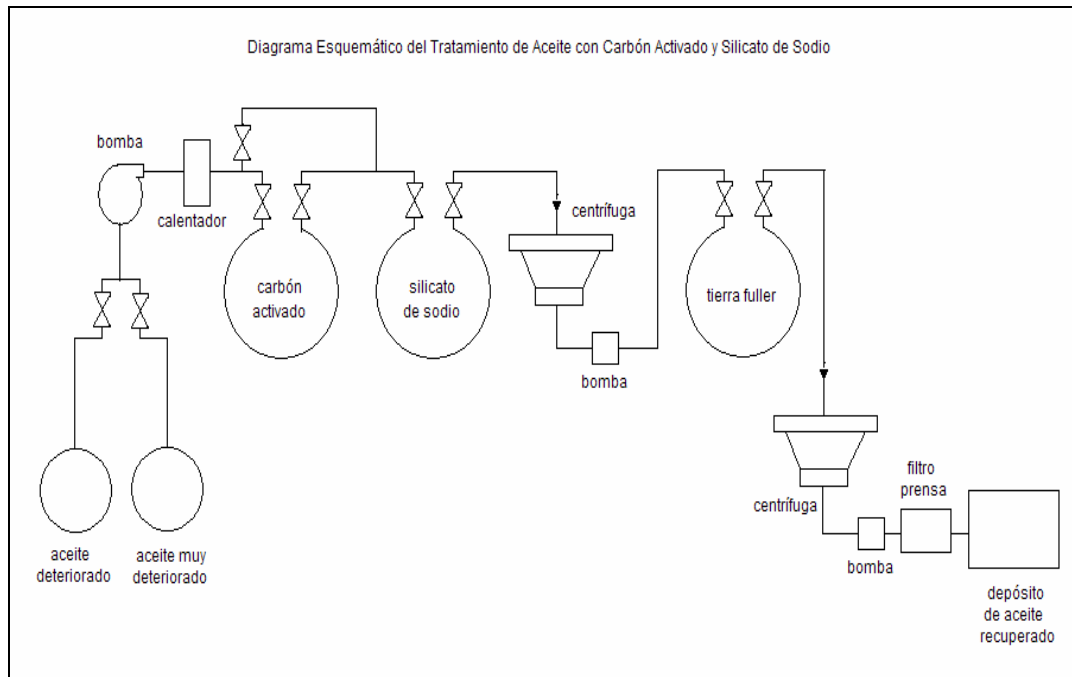 Diagrama Esquemático del Tratamiento de Aceite con Carbón Activado y Silicato de Sodio
bomba
calentador
carbón
activado
silicato
de sodio
centrífuga
bomba
tierra fuller
aceite
deteriorado
aceite muy
deteriorado
centrífuga
bomba
filtro
prensa
depósito
de aceite
recuperado